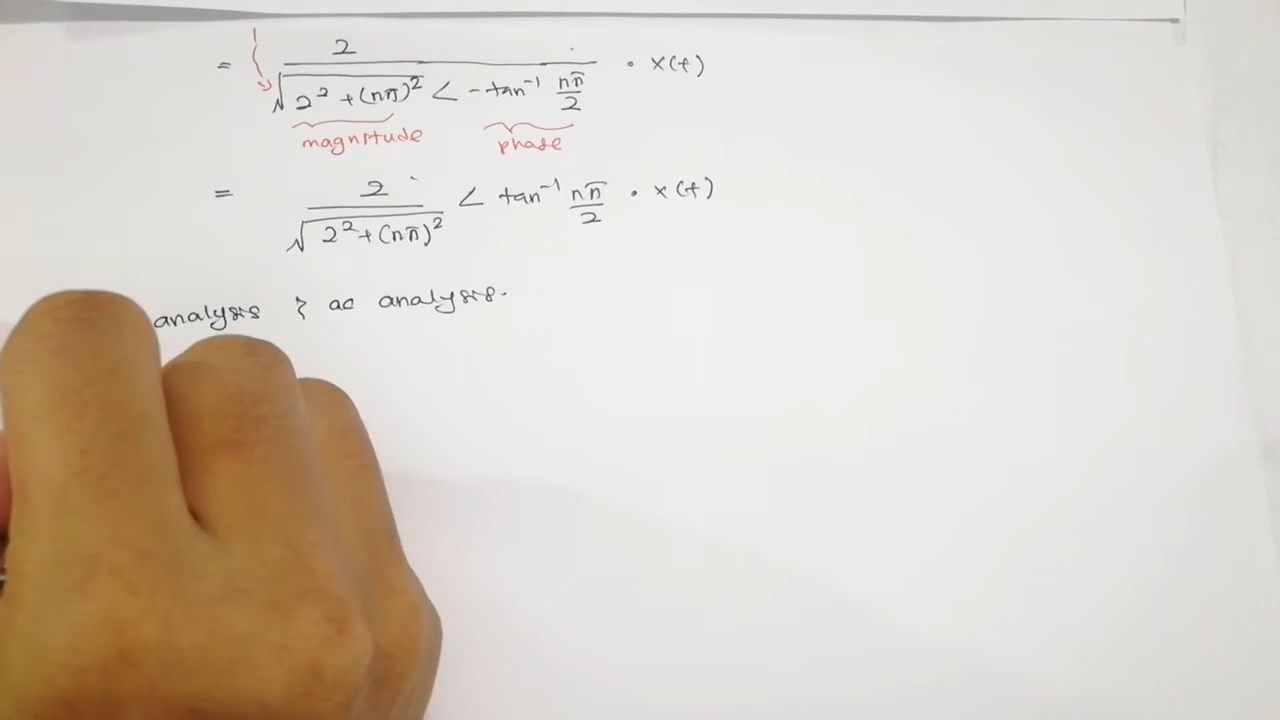 = 2 / √(2² + (nπ)²) ∠ -tan⁻¹ nπ/2 · x(t)
magnitude phase
= 2 / √(2² + (nπ)²) ∠ tan⁻¹ nπ/2 · x(t)
analysis & ac analysis.